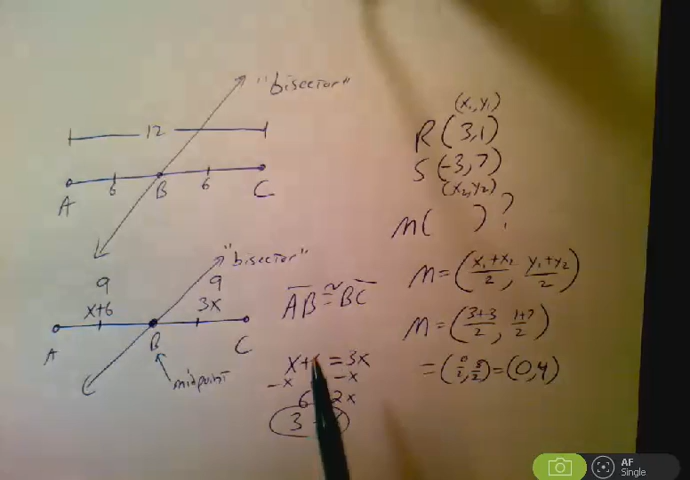 "bisector"
12
6 6
A B C
"bisector"
9 9
x+6 3x
A B C
midpoint
AB ≅ BC
x+ = 3x
-x -x
6 2x
3
(x₁, y₁)
R (3, 1)
S (-3, 7)
(x₂, y₂)
M( ) ?
M = (x₁+x₂/2, y₁+y₂/2)
M = (3+-3/2, 1+7/2)
= (0/2, 8/2) = (0, 4)
AF
Single